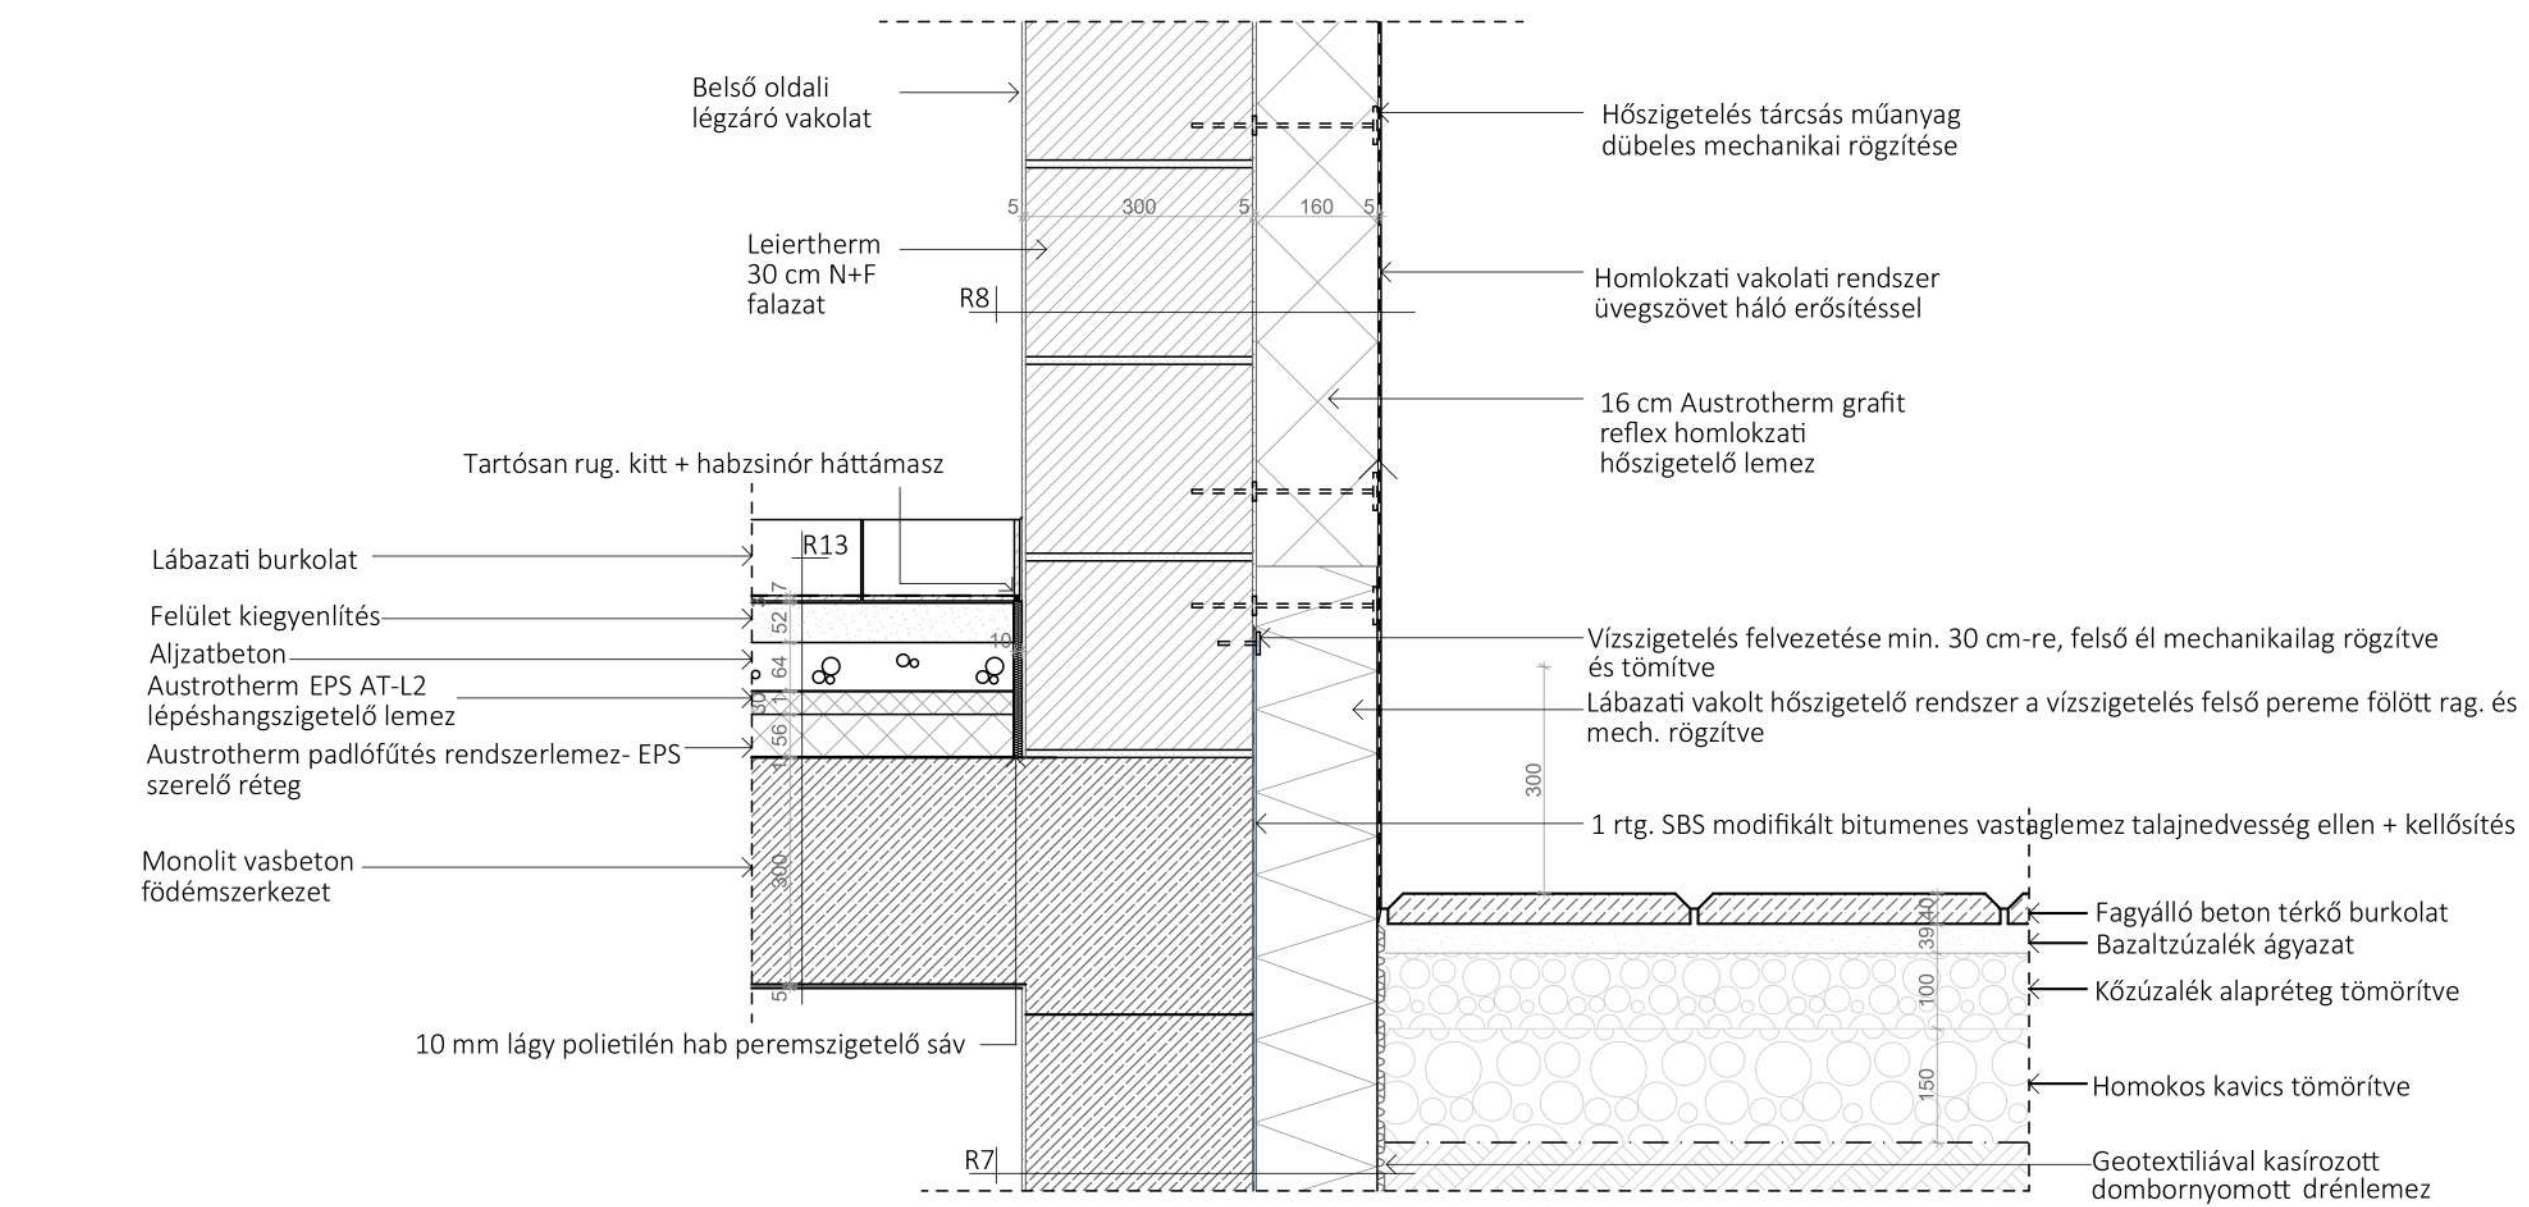 Belső oldali
légzáró vakolat
Hőszigetelés tárcsás műanyag
dübeles mechanikai rögzítése
5 300 5 160 5
Leiertherm
30 cm N+F
falazat
R8
Homlokzati vakolati rendszer
üvegszövet háló erősítéssel
16 cm Austrotherm grafit
reflex homlokzati
hőszigetelő lemez
Tartósan rug. kitt + habzsinór háttámasz
R13
Lábazati burkolat
7
Felület kiegyenlítés
52
10
Aljzatbeton
64
Austrotherm EPS AT-L2
lépéshangszigetelő lemez
30
1
56
Austrotherm padlófűtés rendszerlemez- EPS
szerelő réteg
Vízszigetelés felvezetése min. 30 cm-re, felső él mechanikailag rögzítve
és tömítve
Lábazati vakolt hőszigetelő rendszer a vízszigetelés felső pereme fölött rag. és
mech. rögzítve
300
1 rtg. SBS modifikált bitumenes vastaglemez talajnedvesség ellen + kellősítés
Monolit vasbeton
födémszerkezet
300
5
10 mm lágy polietilén hab peremszigetelő sáv
40
Fagyálló beton térkő burkolat
39
Bazaltzúzalék ágyazat
100
Kőzúzalék alapréteg tömörítve
150
Homokos kavics tömörítve
R7
Geotextiliával kasírozott
dombornyomott drénlemez